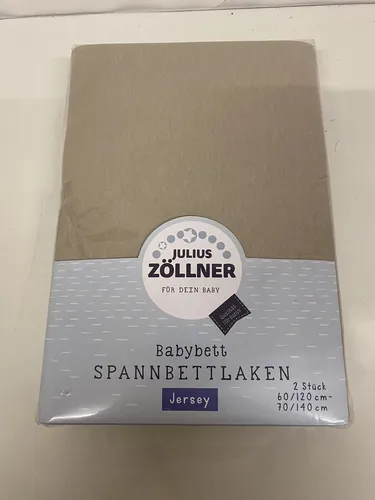 JULIUS
ZÖLLNER
FÜR DEIN BABY
Babybett
SPANNBETTLAKEN
Jersey
2 Stück
60/120 cm-
70/140 cm